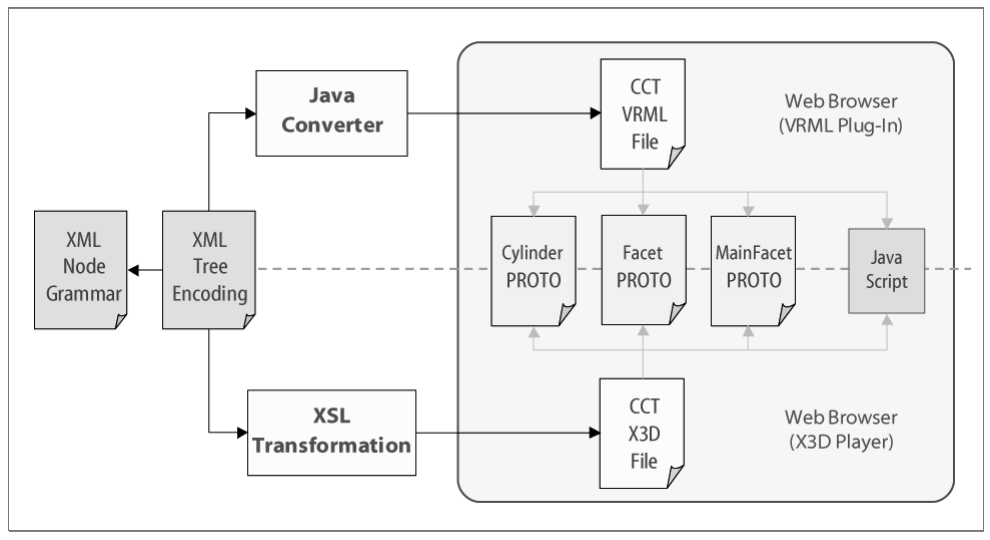 Java
Converter
CCT
VRML
File
Web Browser
(VRML Plug-In)
XML
Node
Grammar
XML
Tree
Encoding
Cylinder
PROTO
Facet
PROTO
MainFacet
PROTO
Java
Script
XSL
Transformation
CCT
X3D
File
Web Browser
(X3D Player)